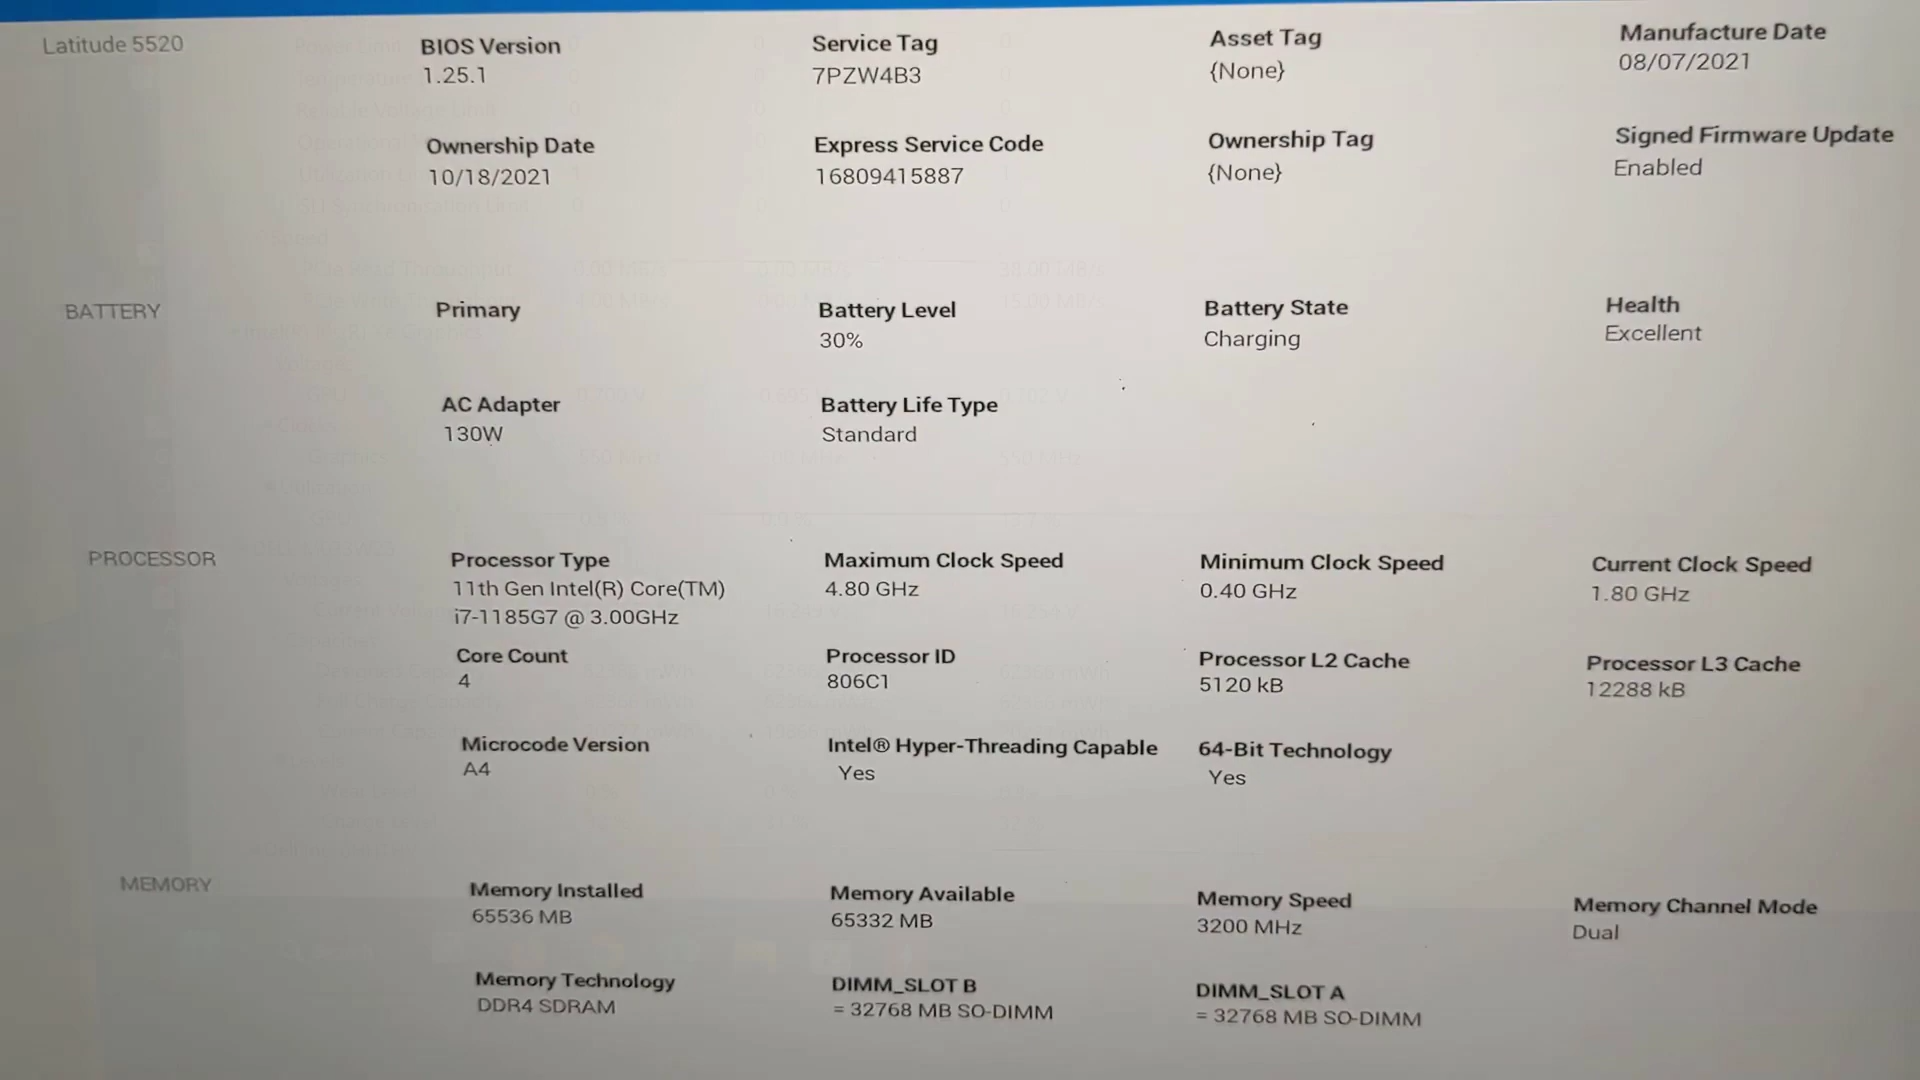 Latitude 5520
BIOS Version
1.25.1
Service Tag
7PZW4B3
Asset Tag
{None}
Manufacture Date
08/07/2021
Ownership Date
10/18/2021
Express Service Code
16809415887
Ownership Tag
{None}
Signed Firmware Update
Enabled
BATTERY
Primary
Battery Level
30%
Battery State
Charging
Health
Excellent
AC Adapter
130W
Battery Life Type
Standard
PROCESSOR
Processor Type
11th Gen Intel(R) Core(TM)
i7-1185G7 @ 3.00GHz
Maximum Clock Speed
4.80 GHz
Minimum Clock Speed
0.40 GHz
Current Clock Speed
1.80 GHz
Core Count
4
Processor ID
806C1
Processor L2 Cache
5120 kB
Processor L3 Cache
12288 kB
Microcode Version
A4
Intel® Hyper-Threading Capable
Yes
64-Bit Technology
Yes
MEMORY
Memory Installed
65536 MB
Memory Available
65332 MB
Memory Speed
3200 MHz
Memory Channel Mode
Dual
Memory Technology
DDR4 SDRAM
DIMM_SLOT B
= 32768 MB SO-DIMM
DIMM_SLOT A
= 32768 MB SO-DIMM